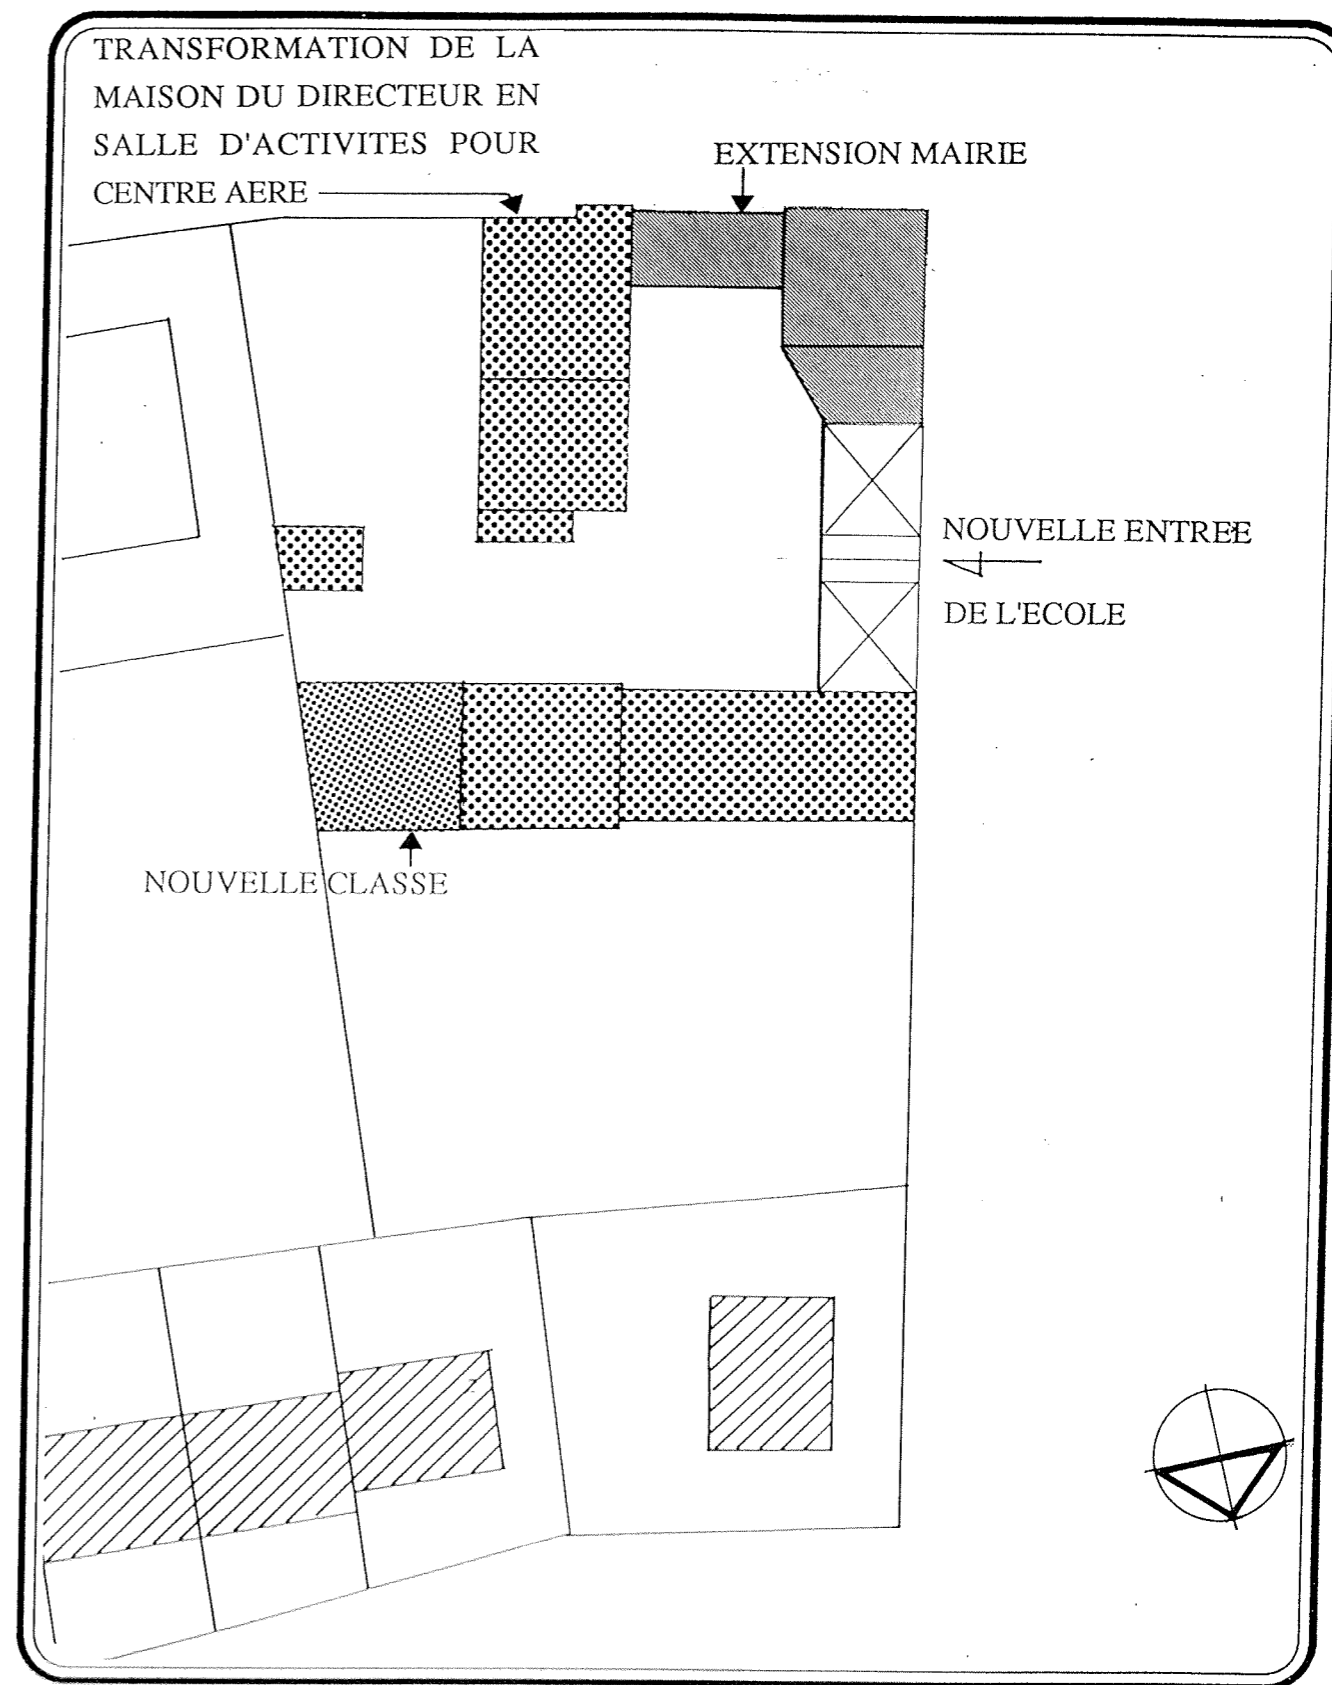 TRANSFORMATION DE LA
MAISON DU DIRECTEUR EN
SALLE D'ACTIVITES POUR
CENTRE AERE
EXTENSION MAIRIE
NOUVELLE ENTREE
DE L'ECOLE
NOUVELLE CLASSE